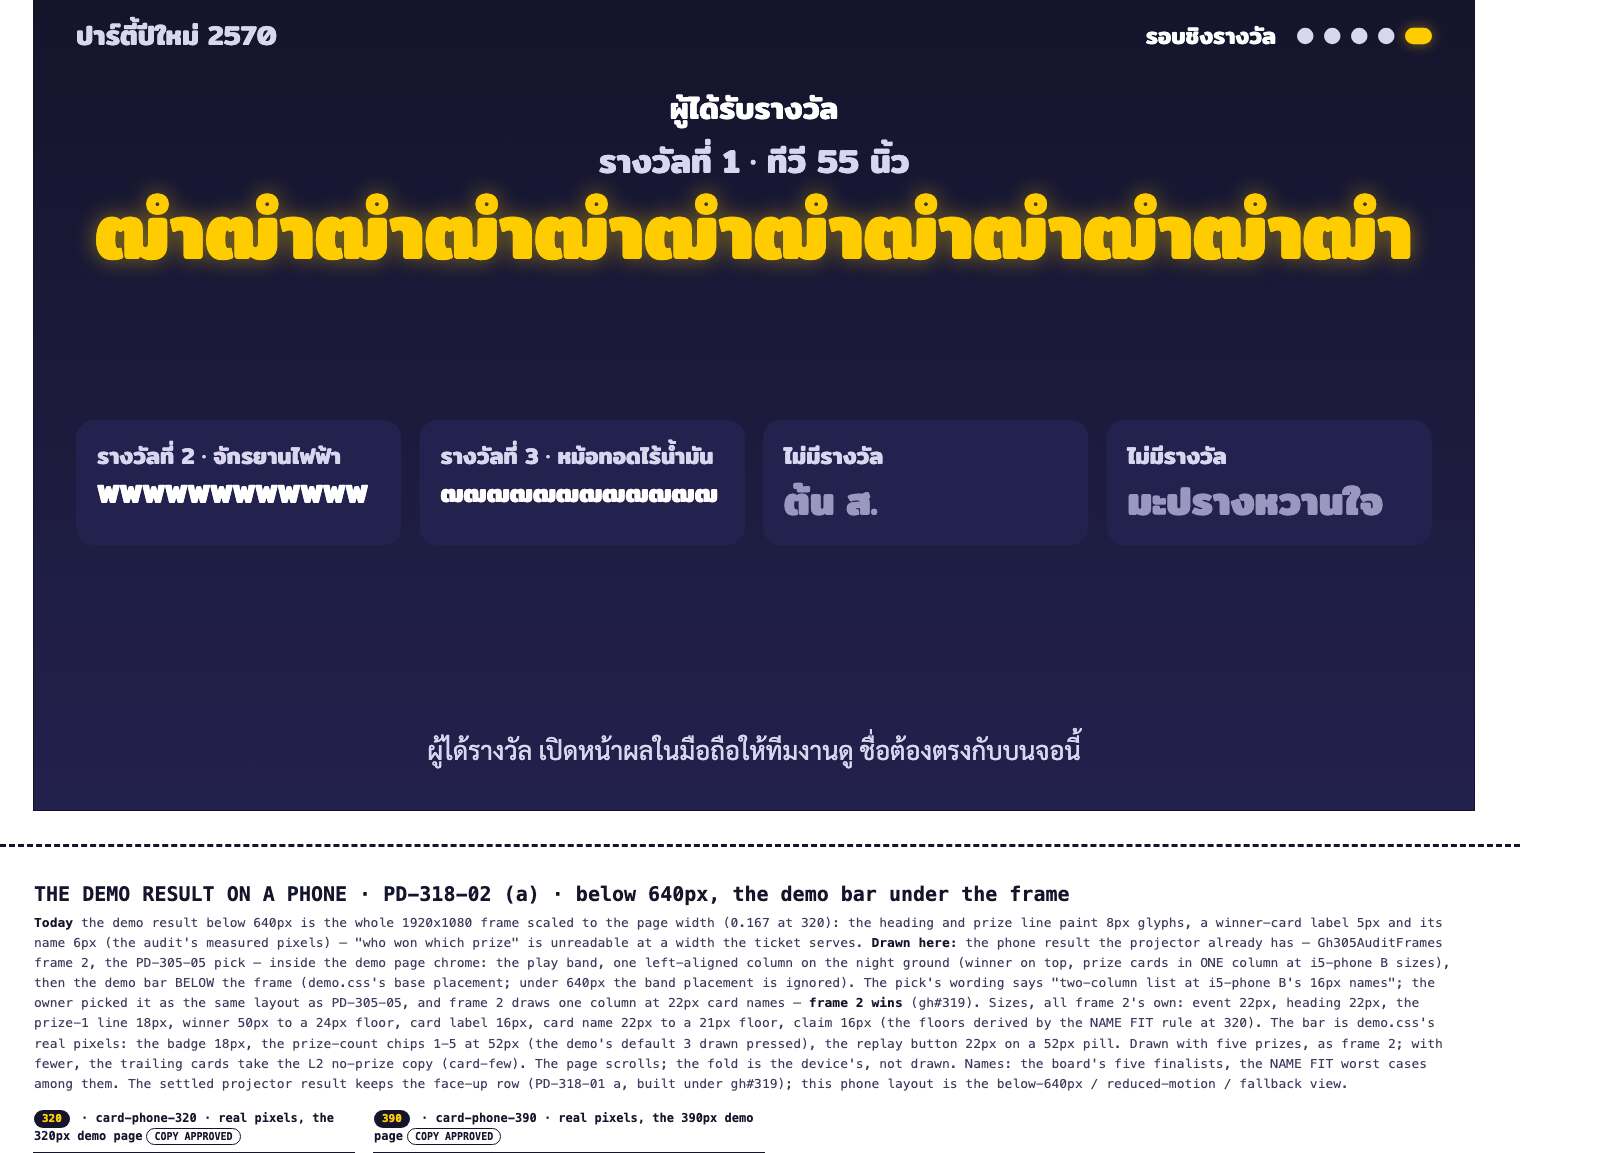 ปาร์ตี้ปีใหม่ 2570
รอบชิงรางวัล
ผู้ได้รับรางวัล
รางวัลที่ 1 · ทีวี 55 นิ้ว
ฒำฒำฒำฒำฒำฒำฒำฒำฒำฒำฒำฒำ
รางวัลที่ 2 · จักรยานไฟฟ้า
WWWWWWWWWWWW
รางวัลที่ 3 · หม้อทอดไร้น้ำมัน
ฒฒฒฒฒฒฒฒฒฒฒฒ
ไม่มีรางวัล
ต้น ส.
ไม่มีรางวัล
มะปรางหวานใจ
ผู้ได้รางวัล เปิดหน้าผลในมือถือให้ทีมงานดู ชื่อต้องตรงกับบนจอนี้
THE DEMO RESULT ON A PHONE · PD-318-02 (a) · below 640px, the demo bar under the frame
Today the demo result below 640px is the whole 1920x1080 frame scaled to the page width (0.167 at 320): the heading and prize line paint 8px glyphs, a winner-card label 5px and its
name 6px (the audit's measured pixels) — "who won which prize" is unreadable at a width the ticket serves. Drawn here: the phone result the projector already has — Gh305AuditFrames
frame 2, the PD-305-05 pick — inside the demo page chrome: the play band, one left-aligned column on the night ground (winner on top, prize cards in ONE column at i5-phone B sizes),
then the demo bar BELOW the frame (demo.css's base placement; under 640px the band placement is ignored). The pick's wording says "two-column list at i5-phone B's 16px names"; the
owner picked it as the same layout as PD-305-05, and frame 2 draws one column at 22px card names — frame 2 wins (gh#319). Sizes, all frame 2's own: event 22px, heading 22px, the
prize-1 line 18px, winner 50px to a 24px floor, card label 16px, card name 22px to a 21px floor, claim 16px (the floors derived by the NAME FIT rule at 320). The bar is demo.css's
real pixels: the badge 18px, the prize-count chips 1-5 at 52px (the demo's default 3 drawn pressed), the replay button 22px on a 52px pill. Drawn with five prizes, as frame 2; with
fewer, the trailing cards take the L2 no-prize copy (card-few). The page scrolls; the fold is the device's, not drawn. Names: the board's five finalists, the NAME FIT worst cases
among them. The settled projector result keeps the face-up row (PD-318-01 a, built under gh#319); this phone layout is the below-640px / reduced-motion / fallback view.
320 · card-phone-320 · real pixels, the
320px demo page COPY APPROVED
390 · card-phone-390 · real pixels, the 390px demo
page COPY APPROVED